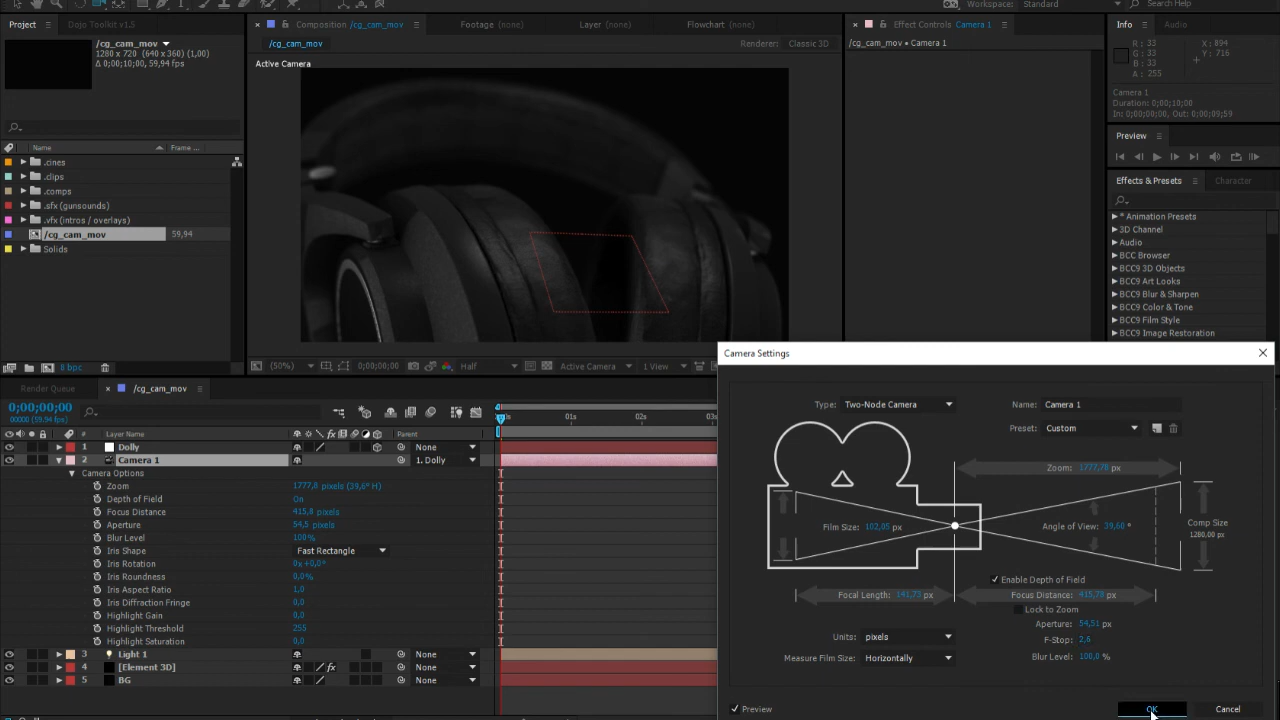 Workspace: Standard
Search Help
Project
Dojo Toolkit v1.5
Composition /cg_cam_mov
Footage (none)
Layer (none)
Flowchart (none)
Effect Controls Camera 1
Info
Audio
/cg_cam_mov
1280 x 720 (640 x 360) (1,00)
Δ 0;00;10;00, 59,94 fps
/cg_cam_mov
Renderer: Classic 3D
/cg_cam_mov • Camera 1
R : 33
G : 33
B : 33
A : 255
X : 894
Y : 716
Active Camera
Camera 1
Duration: 0;00;10;00
In: 0;00;00;00, Out: 0;00;09;59
Preview
Name
Frame ...
.cines
.clips
.comps
.sfx (gunsounds)
.vfx (intros / overlays)
/cg_cam_mov 59,94
Solids
Effects & Presets
Character
* Animation Presets
3D Channel
Audio
BCC Browser
BCC9 3D Objects
BCC9 Art Looks
BCC9 Blur & Sharpen
BCC9 Color & Tone
BCC9 Film Style
BCC9 Image Restoration
8 bpc
(50%)
0;00;00;00
Half
Active Camera
1 View
Render Queue
/cg_cam_mov
0;00;00;00
00000 (59.94 fps)
01s
02s
03s
# Layer Name
Parent
1 Dolly None
2 Camera 1 1. Dolly
Camera Options
Zoom 1777,8 pixels (39,6° H)
Depth of Field On
Focus Distance 415,8 pixels
Aperture 54,5 pixels
Blur Level 100%
Iris Shape Fast Rectangle
Iris Rotation 0x+0,0°
Iris Roundness 0,0%
Iris Aspect Ratio 1,0
Iris Diffraction Fringe 0,0
Highlight Gain 0,0
Highlight Threshold 255
Highlight Saturation 0,0
3 Light 1 None
4 [Element 3D] None
5 BG None
Camera Settings
Type: Two-Node Camera
Name: Camera 1
Preset: Custom
Zoom: 1777,78 px
Film Size: 102,05 px
Angle of View: 39,60 °
Comp Size
1280.00 px
Enable Depth of Field
Focal Length: 141,73 px
Focus Distance: 415,78 px
Lock to Zoom
Aperture: 54,51 px
Units: pixels
F-Stop: 2,6
Measure Film Size: Horizontally
Blur Level: 100,0 %
Preview
OK
Cancel